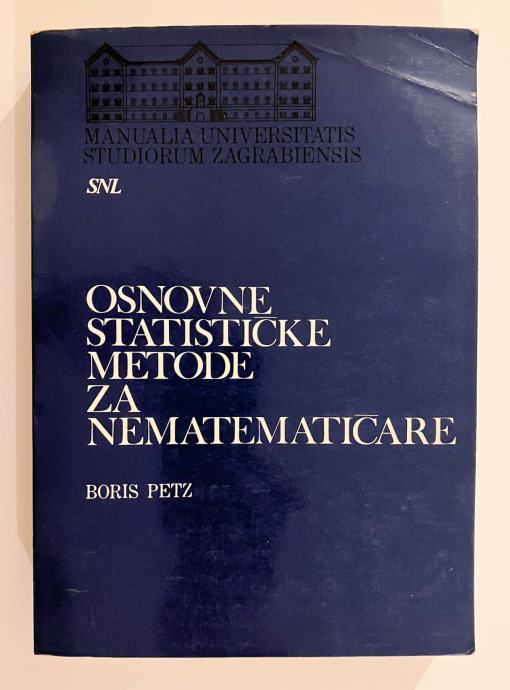 MANUALIA UNIVERSITATIS
STUDIORUM ZAGRABIENSIS
SNL
OSNOVNE
STATISTIČKE
METODE
ZA
NEMATEMATIČARE
BORIS PETZ